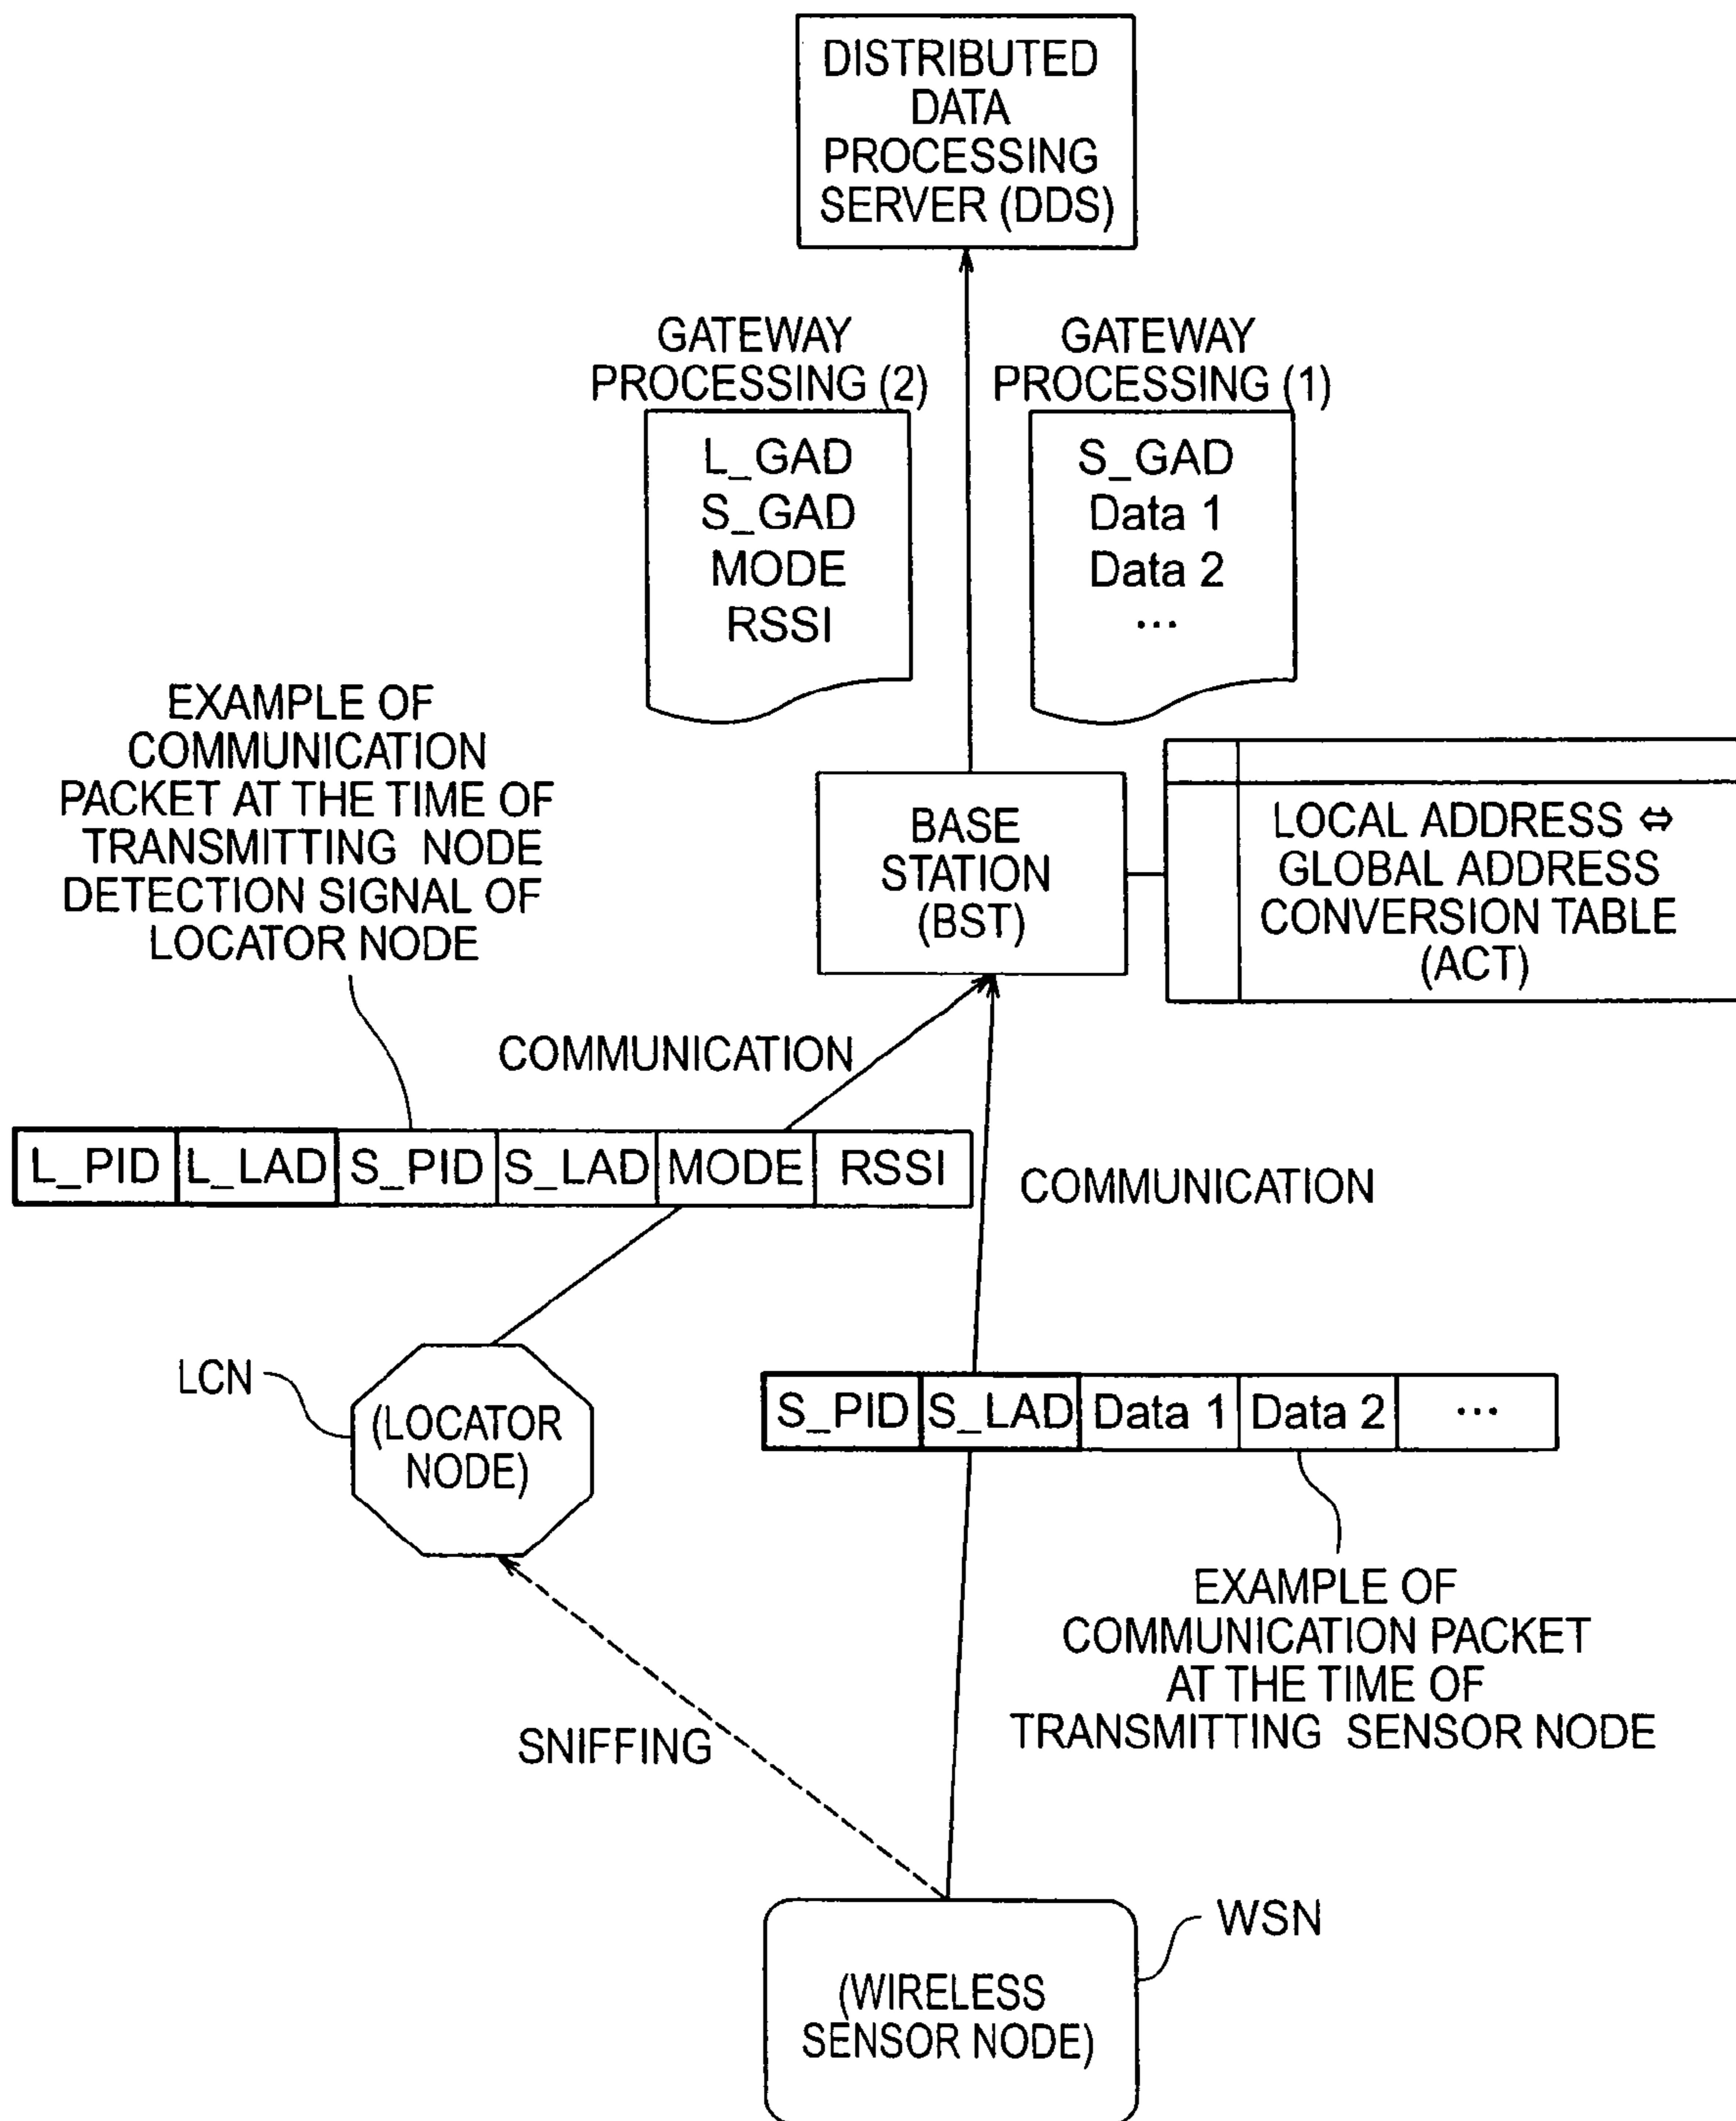 DISTRIBUTED
DATA
PROCESSING
SERVER (DDS)
GATEWAY
PROCESSING (2)
L_GAD
S_GAD
MODE
RSSI
GATEWAY
PROCESSING (1)
S_GAD
Data 1
Data 2
...
EXAMPLE OF
COMMUNICATION
PACKET AT THE TIME OF
TRANSMITTING NODE
DETECTION SIGNAL OF
LOCATOR NODE
BASE
STATION
(BST)
LOCAL ADDRESS ⇔
GLOBAL ADDRESS
CONVERSION TABLE
(ACT)
COMMUNICATION
L_PID L_LAD S_PID S_LAD MODE RSSI
COMMUNICATION
LCN
(LOCATOR
NODE)
S_PID S_LAD Data 1 Data 2 ...
EXAMPLE OF
COMMUNICATION PACKET
AT THE TIME OF
TRANSMITTING SENSOR NODE
SNIFFING
WSN
(WIRELESS
SENSOR NODE)